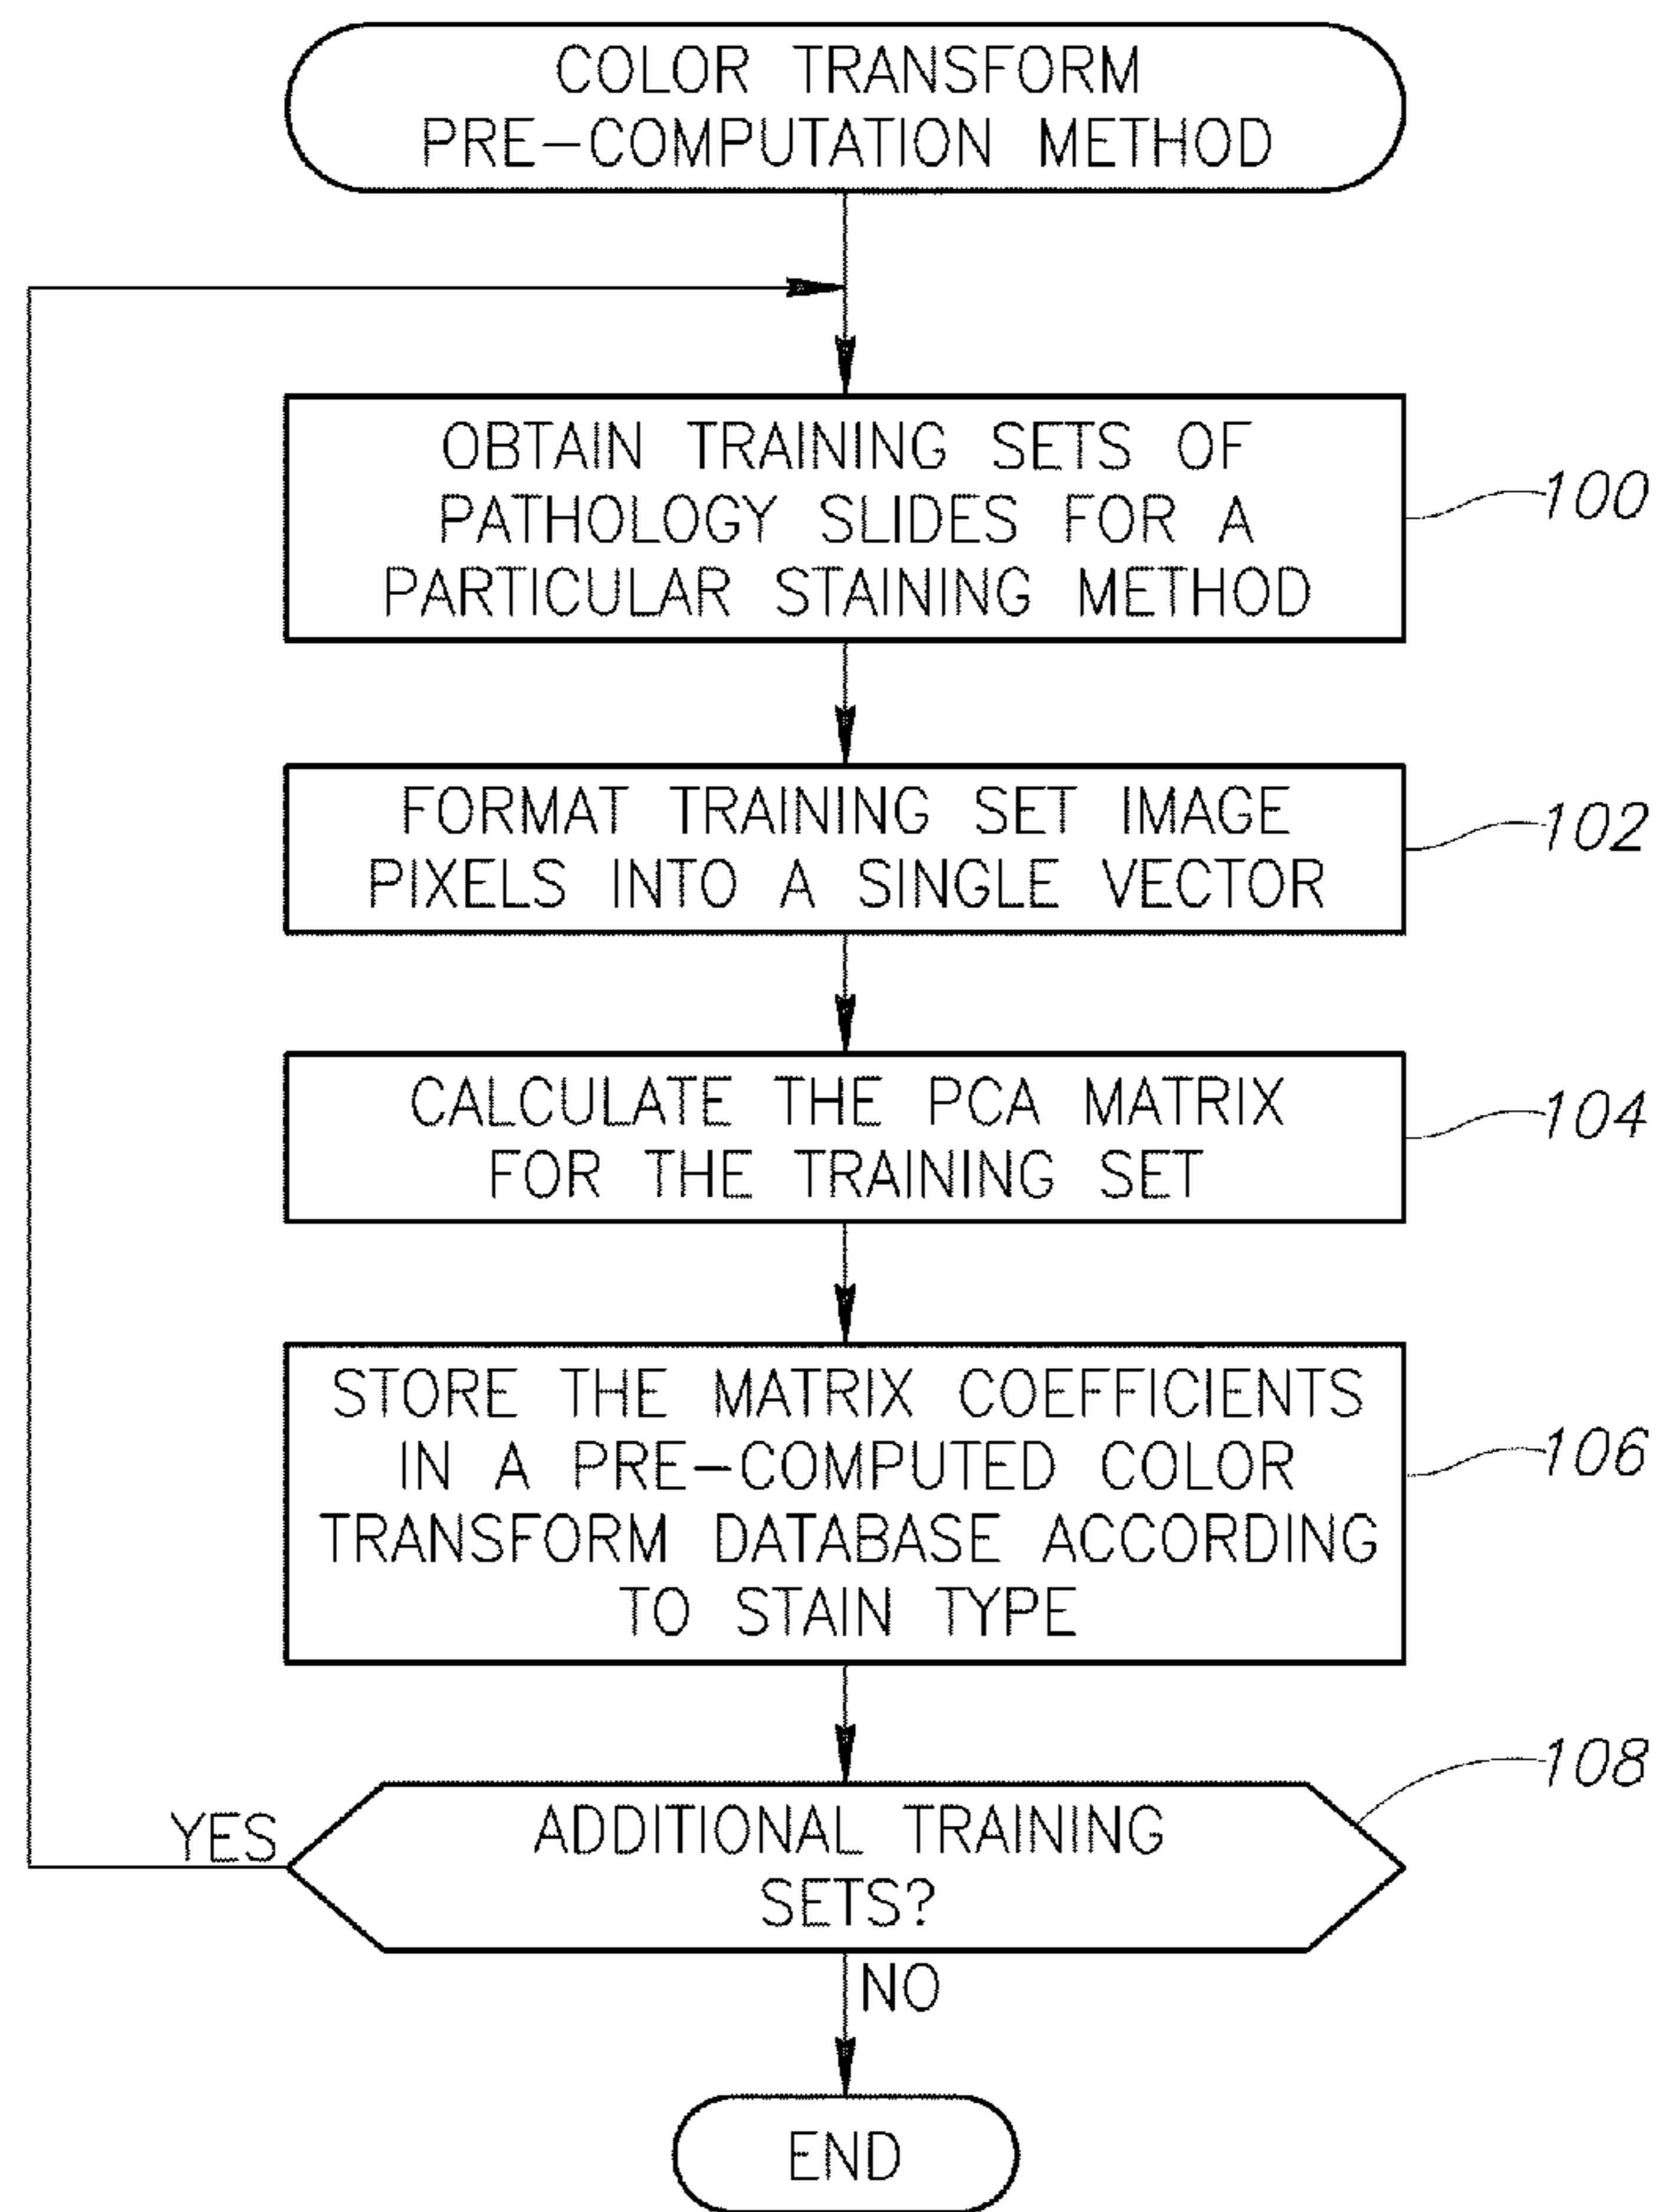 COLOR TRANSFORM
PRE-COMPUTATION METHOD
OBTAIN TRAINING SETS OF
PATHOLOGY SLIDES FOR A
PARTICULAR STAINING METHOD
100
FORMAT TRAINING SET IMAGE
PIXELS INTO A SINGLE VECTOR
102
CALCULATE THE PCA MATRIX
FOR THE TRAINING SET
104
STORE THE MATRIX COEFFICIENTS
IN A PRE-COMPUTED COLOR
TRANSFORM DATABASE ACCORDING
TO STAIN TYPE
106
108
YES
ADDITIONAL TRAINING
SETS?
NO
END